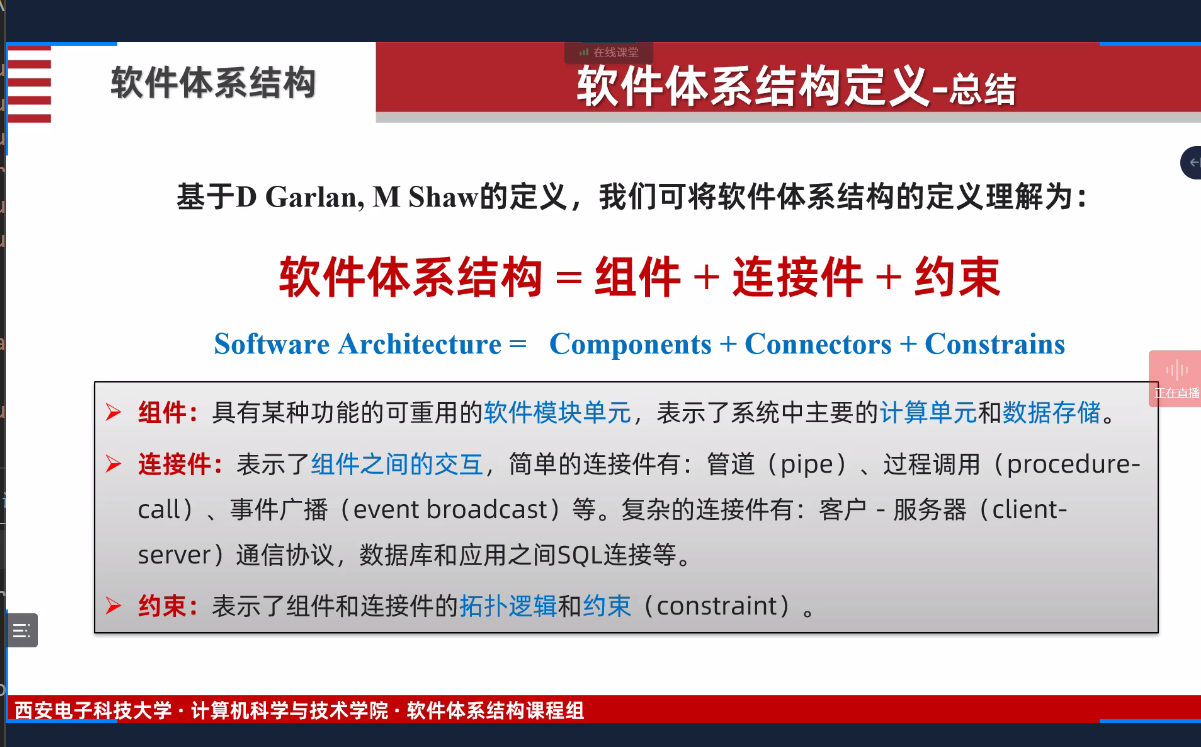 在线课堂
软件体系结构
软件体系结构定义-总结
基于D Garlan, M Shaw的定义，我们可将软件体系结构的定义理解为：
软件体系结构 = 组件 + 连接件 + 约束
Software Architecture = Components + Connectors + Constrains
➢ 组件：具有某种功能的可重用的软件模块单元，表示了系统中主要的计算单元和数据存储。
➢ 连接件：表示了组件之间的交互，简单的连接件有：管道（pipe）、过程调用（procedure-
call）、事件广播（event broadcast）等。复杂的连接件有：客户 - 服务器（client-
server）通信协议，数据库和应用之间SQL连接等。
➢ 约束：表示了组件和连接件的拓扑逻辑和约束（constraint）。
正在直播
西安电子科技大学 · 计算机科学与技术学院 · 软件体系结构课程组